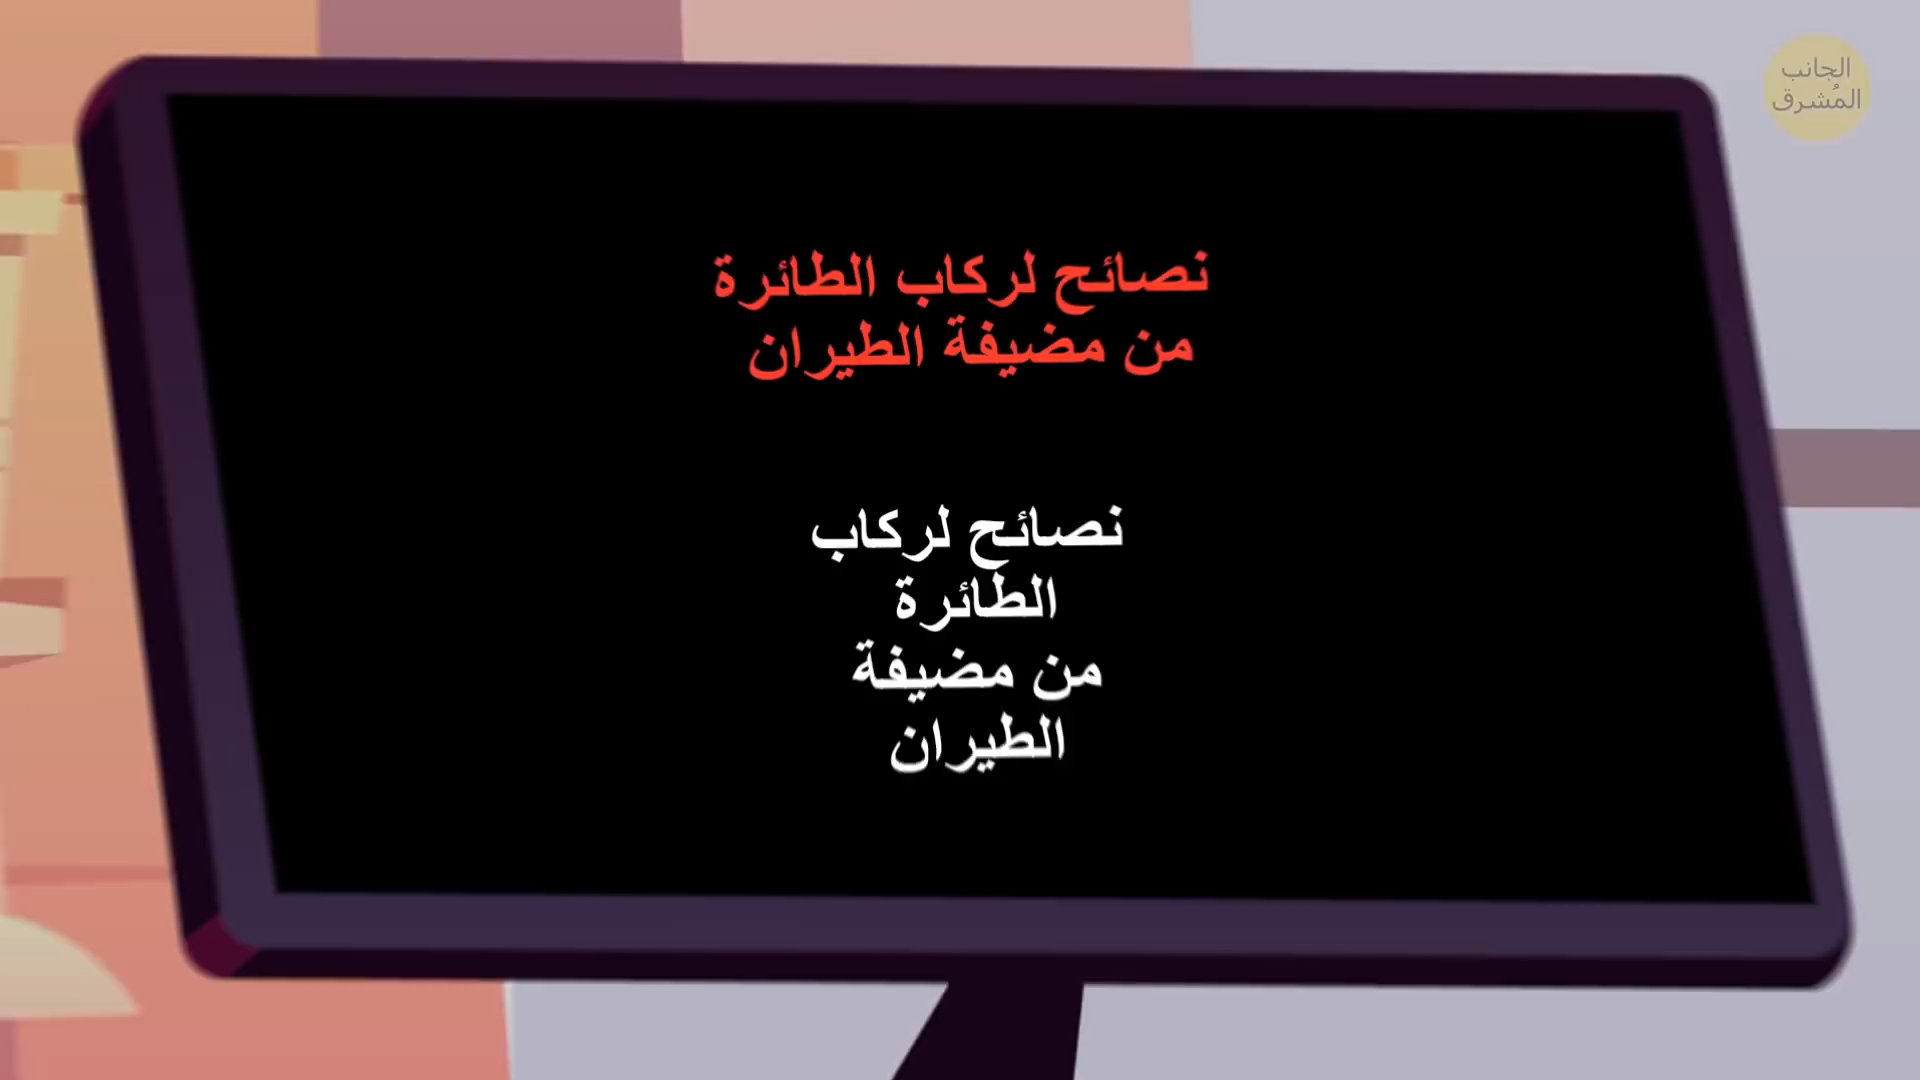 الجانب
المُشرق
نصائح لركاب الطائرة
من مضيفة الطيران
نصائح لركاب
الطائرة
من مضيفة
الطيران